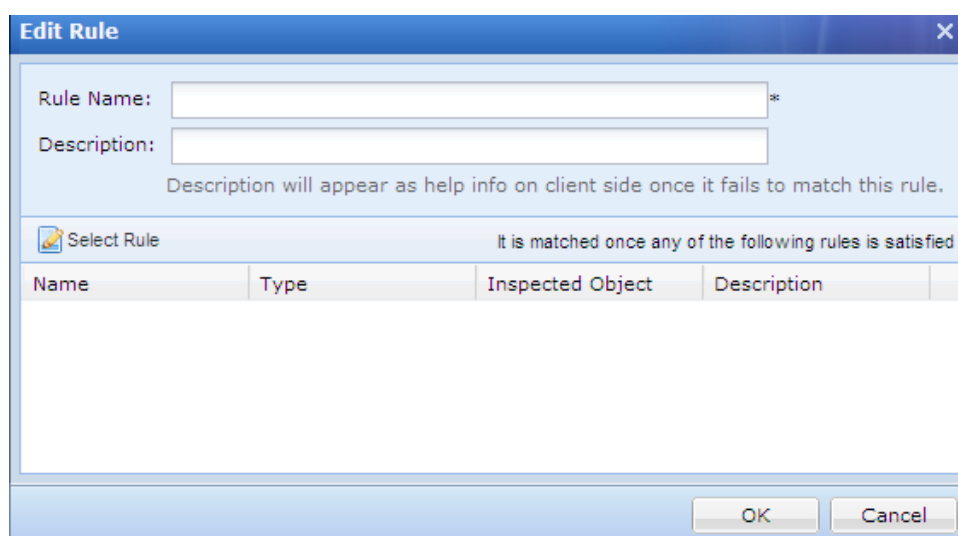 Edit Rule
Rule Name: *
Description:
Description will appear as help info on client side once it fails to match this rule.
Select Rule It is matched once any of the following rules is satisfied
Name Type Inspected Object Description
OK Cancel